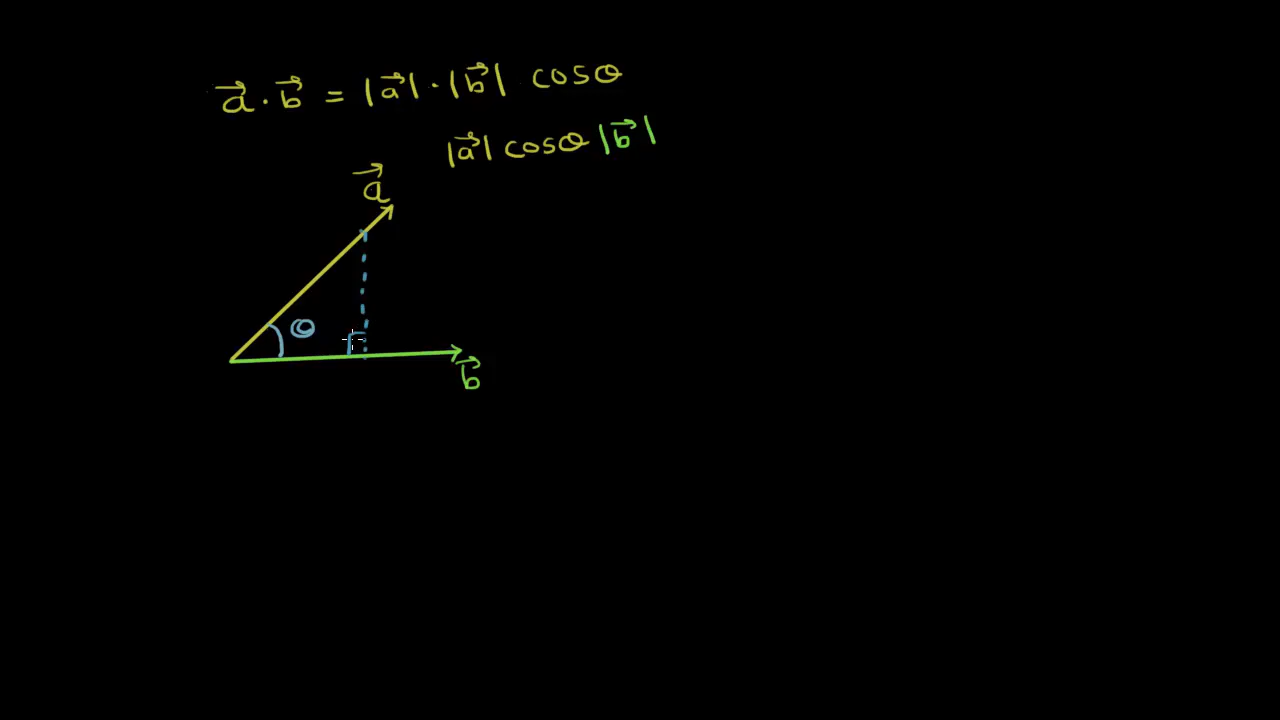 a⃗ · b⃗ = |a⃗| · |b⃗| cosθ
|a⃗| cosθ |b⃗|
a⃗
θ
b⃗